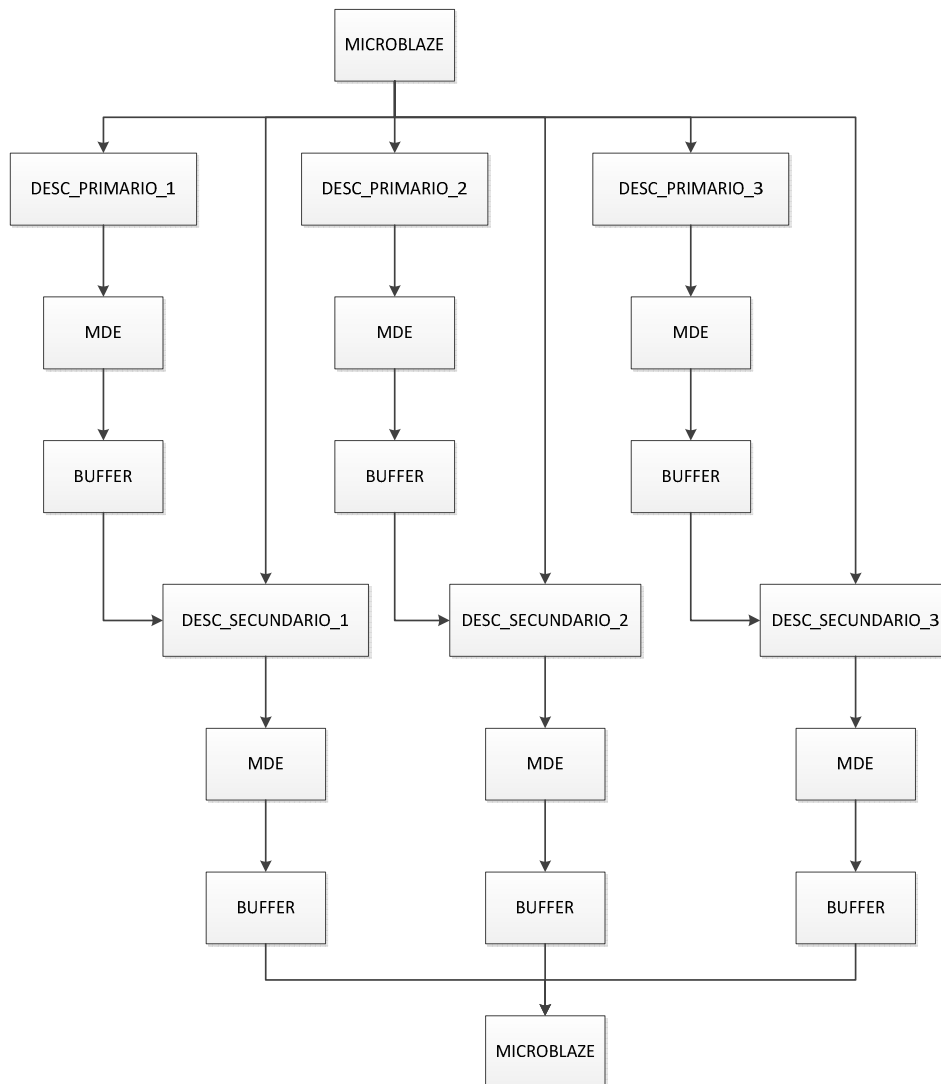 MICROBLAZE
DESC_PRIMARIO_1
DESC_PRIMARIO_2
DESC_PRIMARIO_3
MDE
MDE
MDE
BUFFER
BUFFER
BUFFER
DESC_SECUNDARIO_1
DESC_SECUNDARIO_2
DESC_SECUNDARIO_3
MDE
MDE
MDE
BUFFER
BUFFER
BUFFER
MICROBLAZE